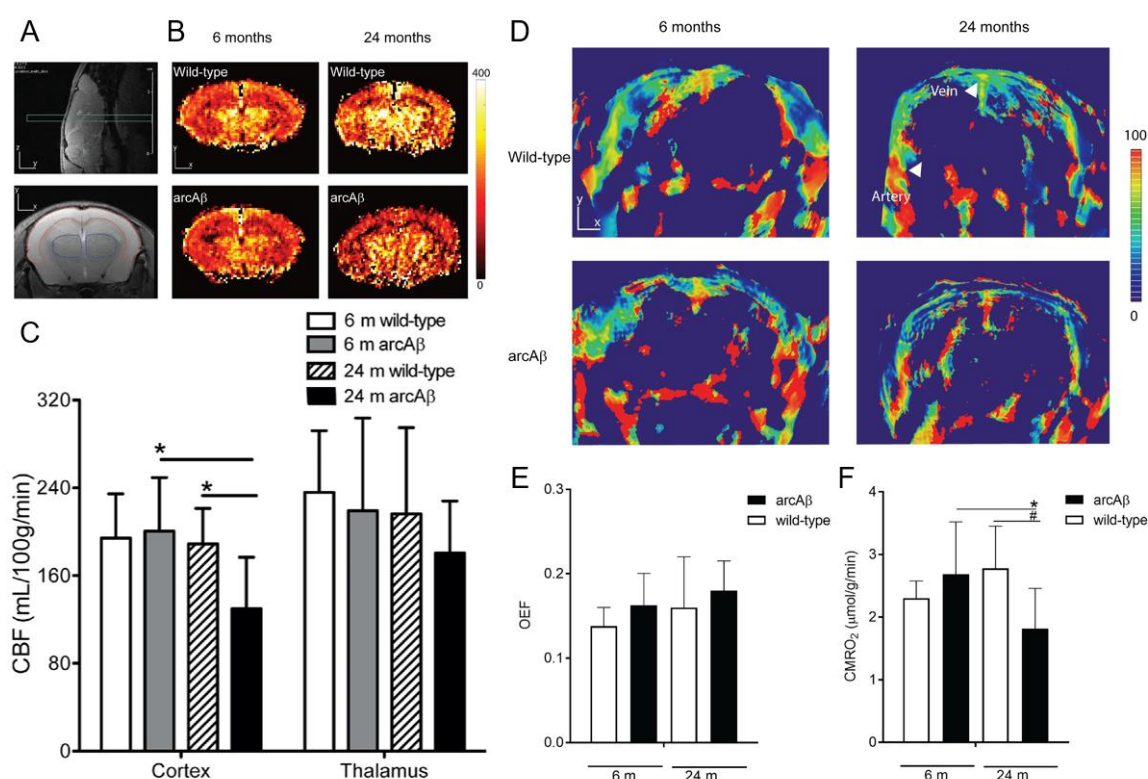 A
B
6 months
24 months
Wild-type
Wild-type
400
0
arcAβ
arcAβ
z
y
y
x
y
x
C
6 m wild-type
6 m arcAβ
24 m wild-type
24 m arcAβ
CBF (mL/100g/min)
320
240
160
80
0
*
*
Cortex
Thalamus
D
6 months
24 months
Wild-type
arcAβ
Vein
Artery
y
x
100
0
E
arcAβ
wild-type
OEF
0.3
0.2
0.1
0.0
6 m
24 m
F
arcAβ
wild-type
CMRO₂ (μmol/g/min)
4
3
2
1
0
*
#
6 m
24 m